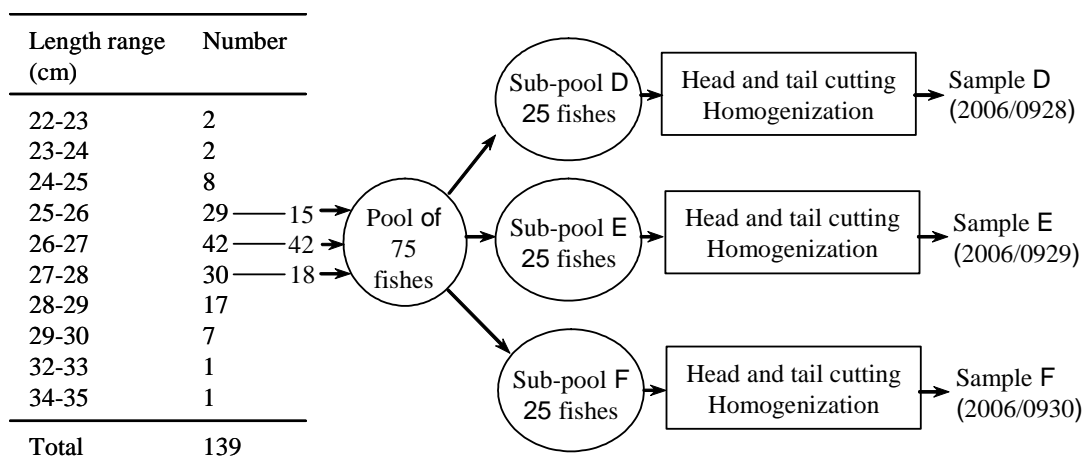 Length range Number
(cm)
22-23 2
23-24 2
24-25 8
25-26 29 15
26-27 42 42
27-28 30 18
28-29 17
29-30 7
32-33 1
34-35 1
Total 139
Pool of
75
fishes
Sub-pool D
25 fishes
Head and tail cutting
Homogenization
Sample D
(2006/0928)
Sub-pool E
25 fishes
Head and tail cutting
Homogenization
Sample E
(2006/0929)
Sub-pool F
25 fishes
Head and tail cutting
Homogenization
Sample F
(2006/0930)